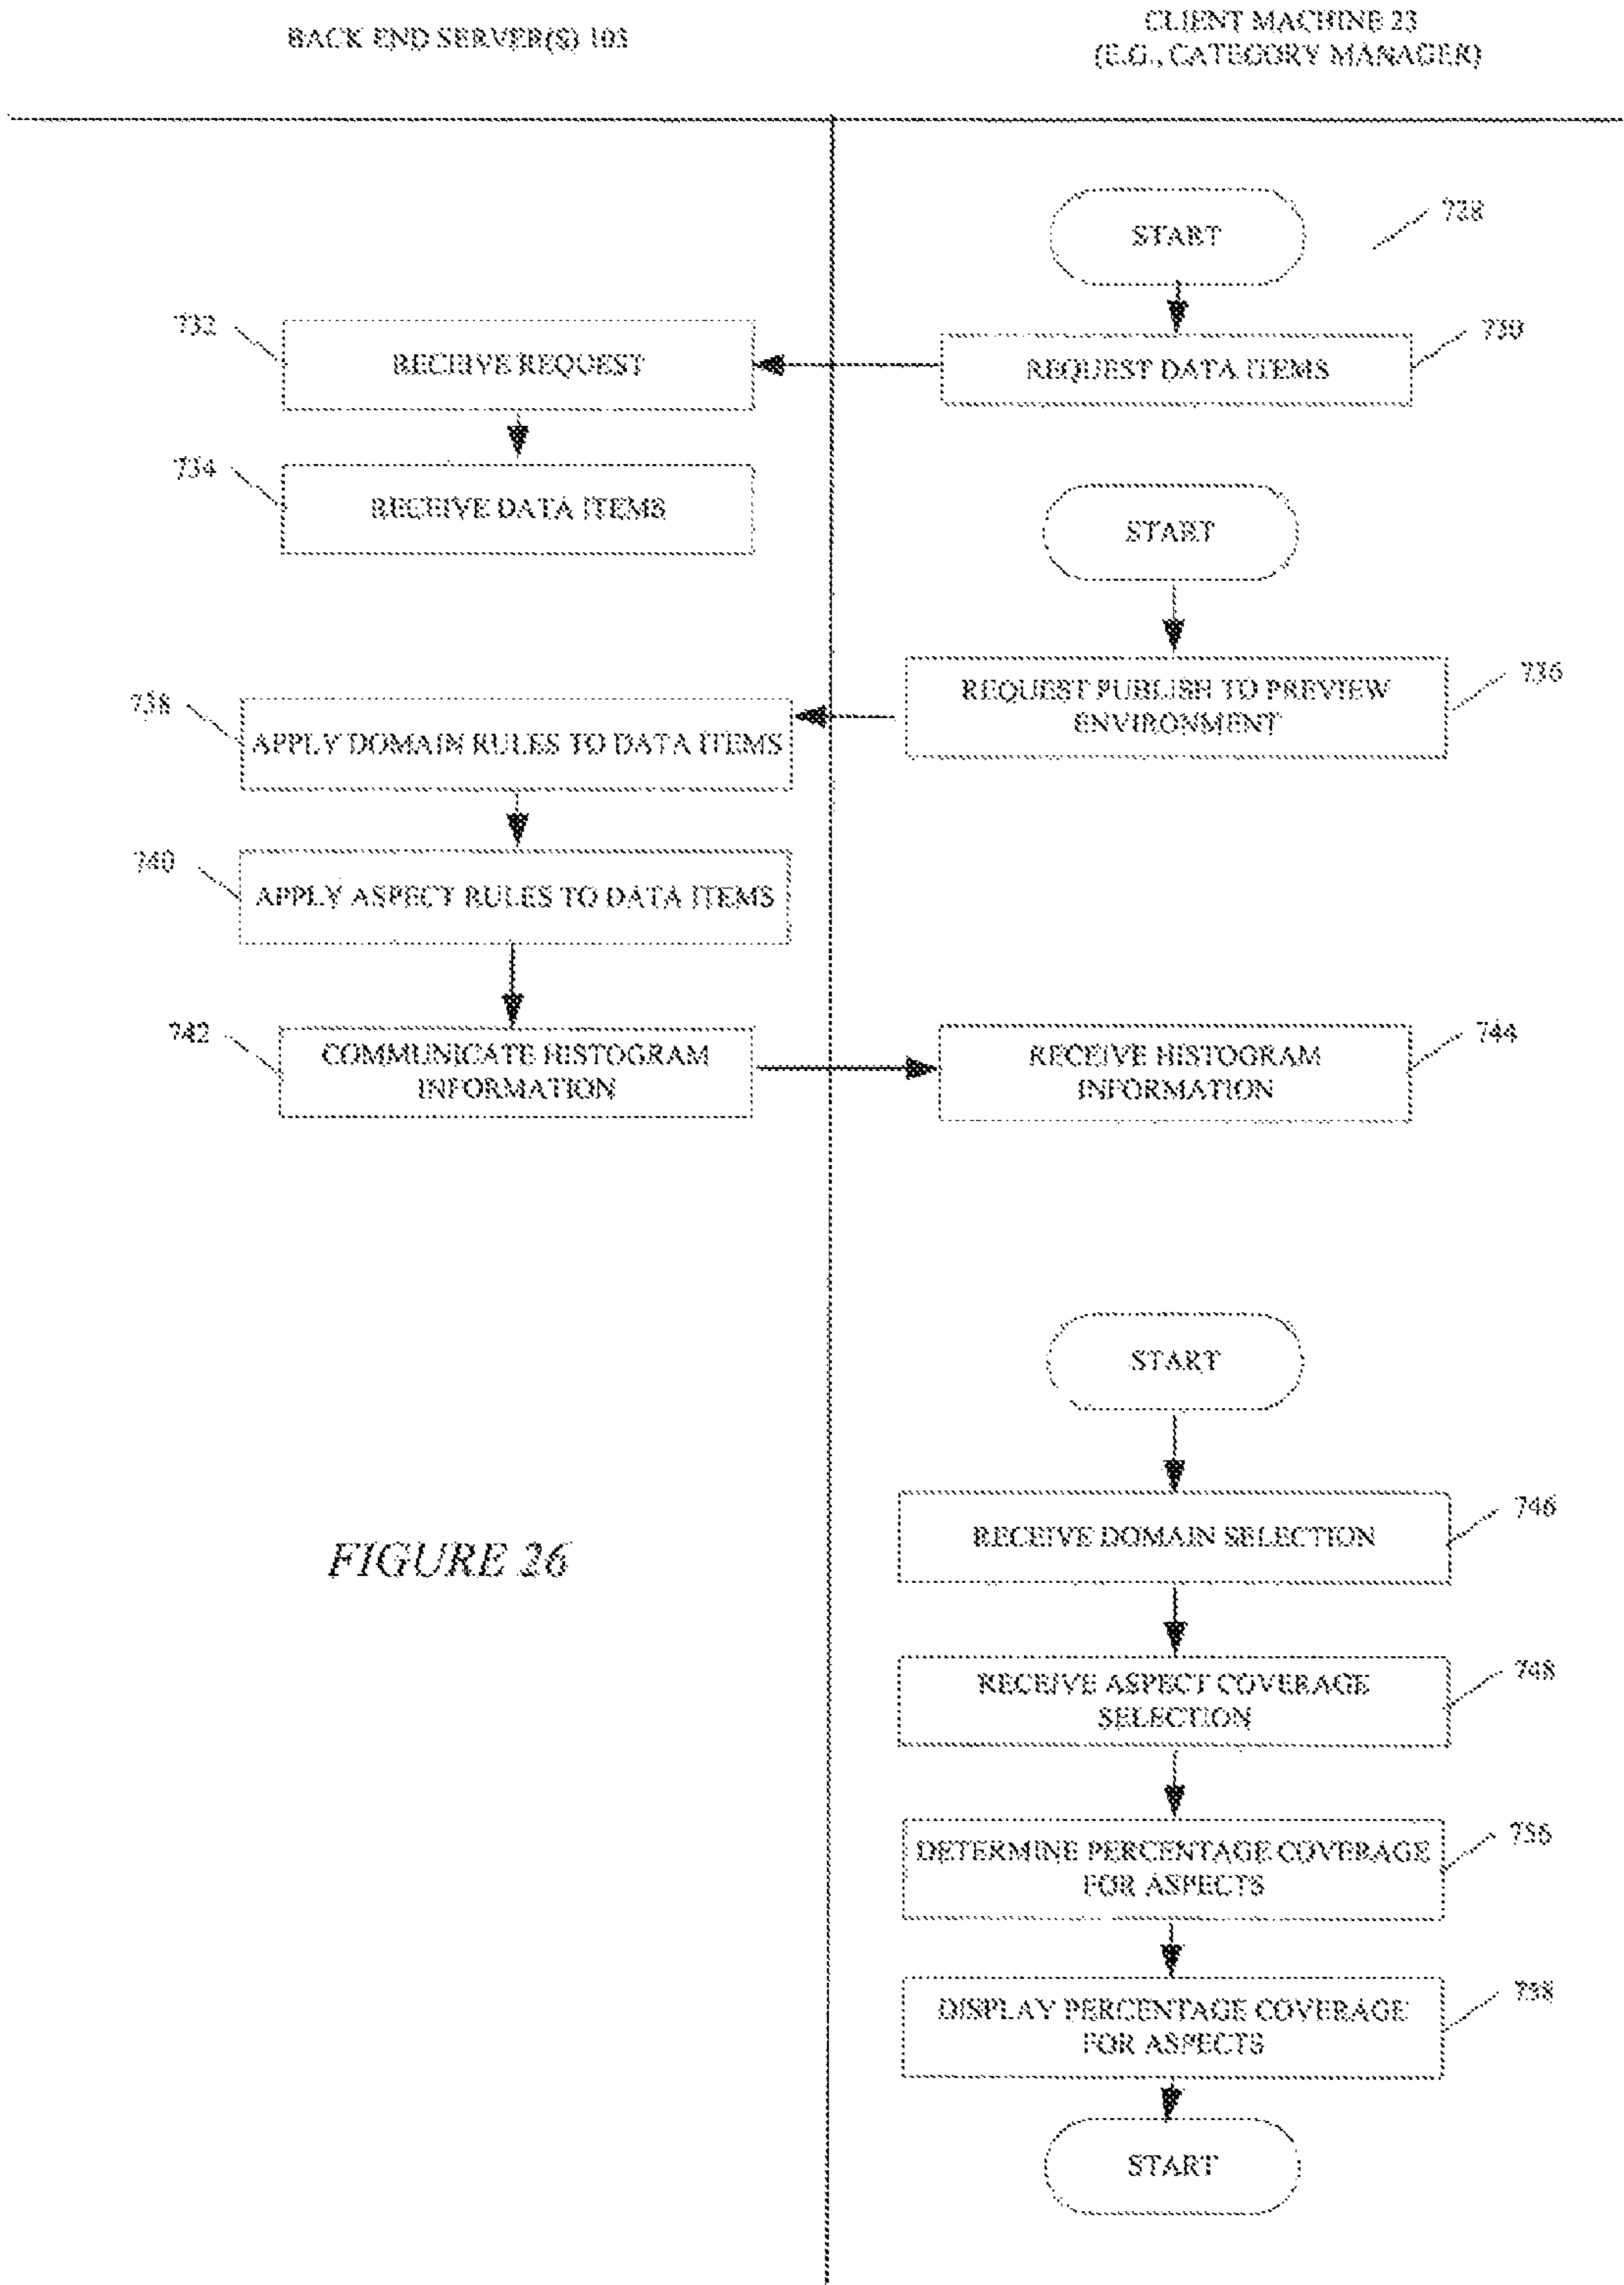 BACK END SERVER(S) 103
CLIENT MACHINE 23
(E.G., CATEGORY MANAGER)
START
728
732
RECEIVE REQUEST
REQUEST DATA ITEMS
730
734
RECEIVE DATA ITEMS
START
REQUEST PUBLISH TO PREVIEW
ENVIRONMENT
736
738
APPLY DOMAIN RULES TO DATA ITEMS
740
APPLY ASPECT RULES TO DATA ITEMS
742
COMMUNICATE HISTOGRAM
INFORMATION
RECEIVE HISTOGRAM
INFORMATION
744
START
RECEIVE DOMAIN SELECTION
746
FIGURE 26
RECEIVE ASPECT COVERAGE
SELECTION
748
DETERMINE PERCENTAGE COVERAGE
FOR ASPECTS
756
DISPLAY PERCENTAGE COVERAGE
FOR ASPECTS
758
START